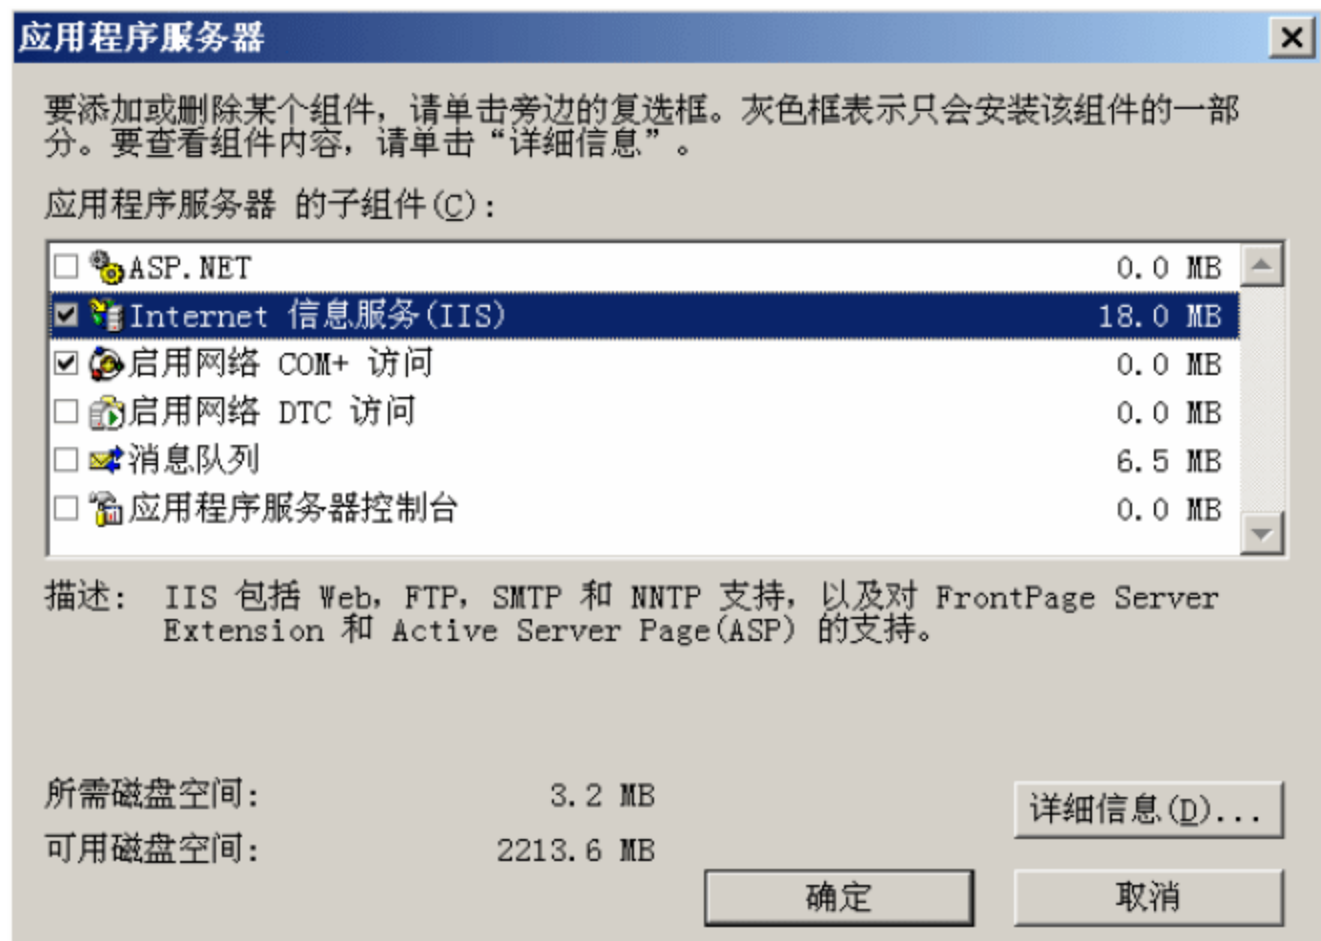 应用程序服务器
要添加或删除某个组件，请单击旁边的复选框。灰色框表示只会安装该组件的一部
分。要查看组件内容，请单击“详细信息”。
应用程序服务器 的子组件(C)：
ASP.NET 0.0 MB
Internet 信息服务(IIS) 18.0 MB
启用网络 COM+ 访问 0.0 MB
启用网络 DTC 访问 0.0 MB
消息队列 6.5 MB
应用程序服务器控制台 0.0 MB
描述： IIS 包括 Web，FTP，SMTP 和 NNTP 支持，以及对 FrontPage Server
Extension 和 Active Server Page(ASP) 的支持。
所需磁盘空间： 3.2 MB
详细信息(D)...
可用磁盘空间： 2213.6 MB
确定 取消